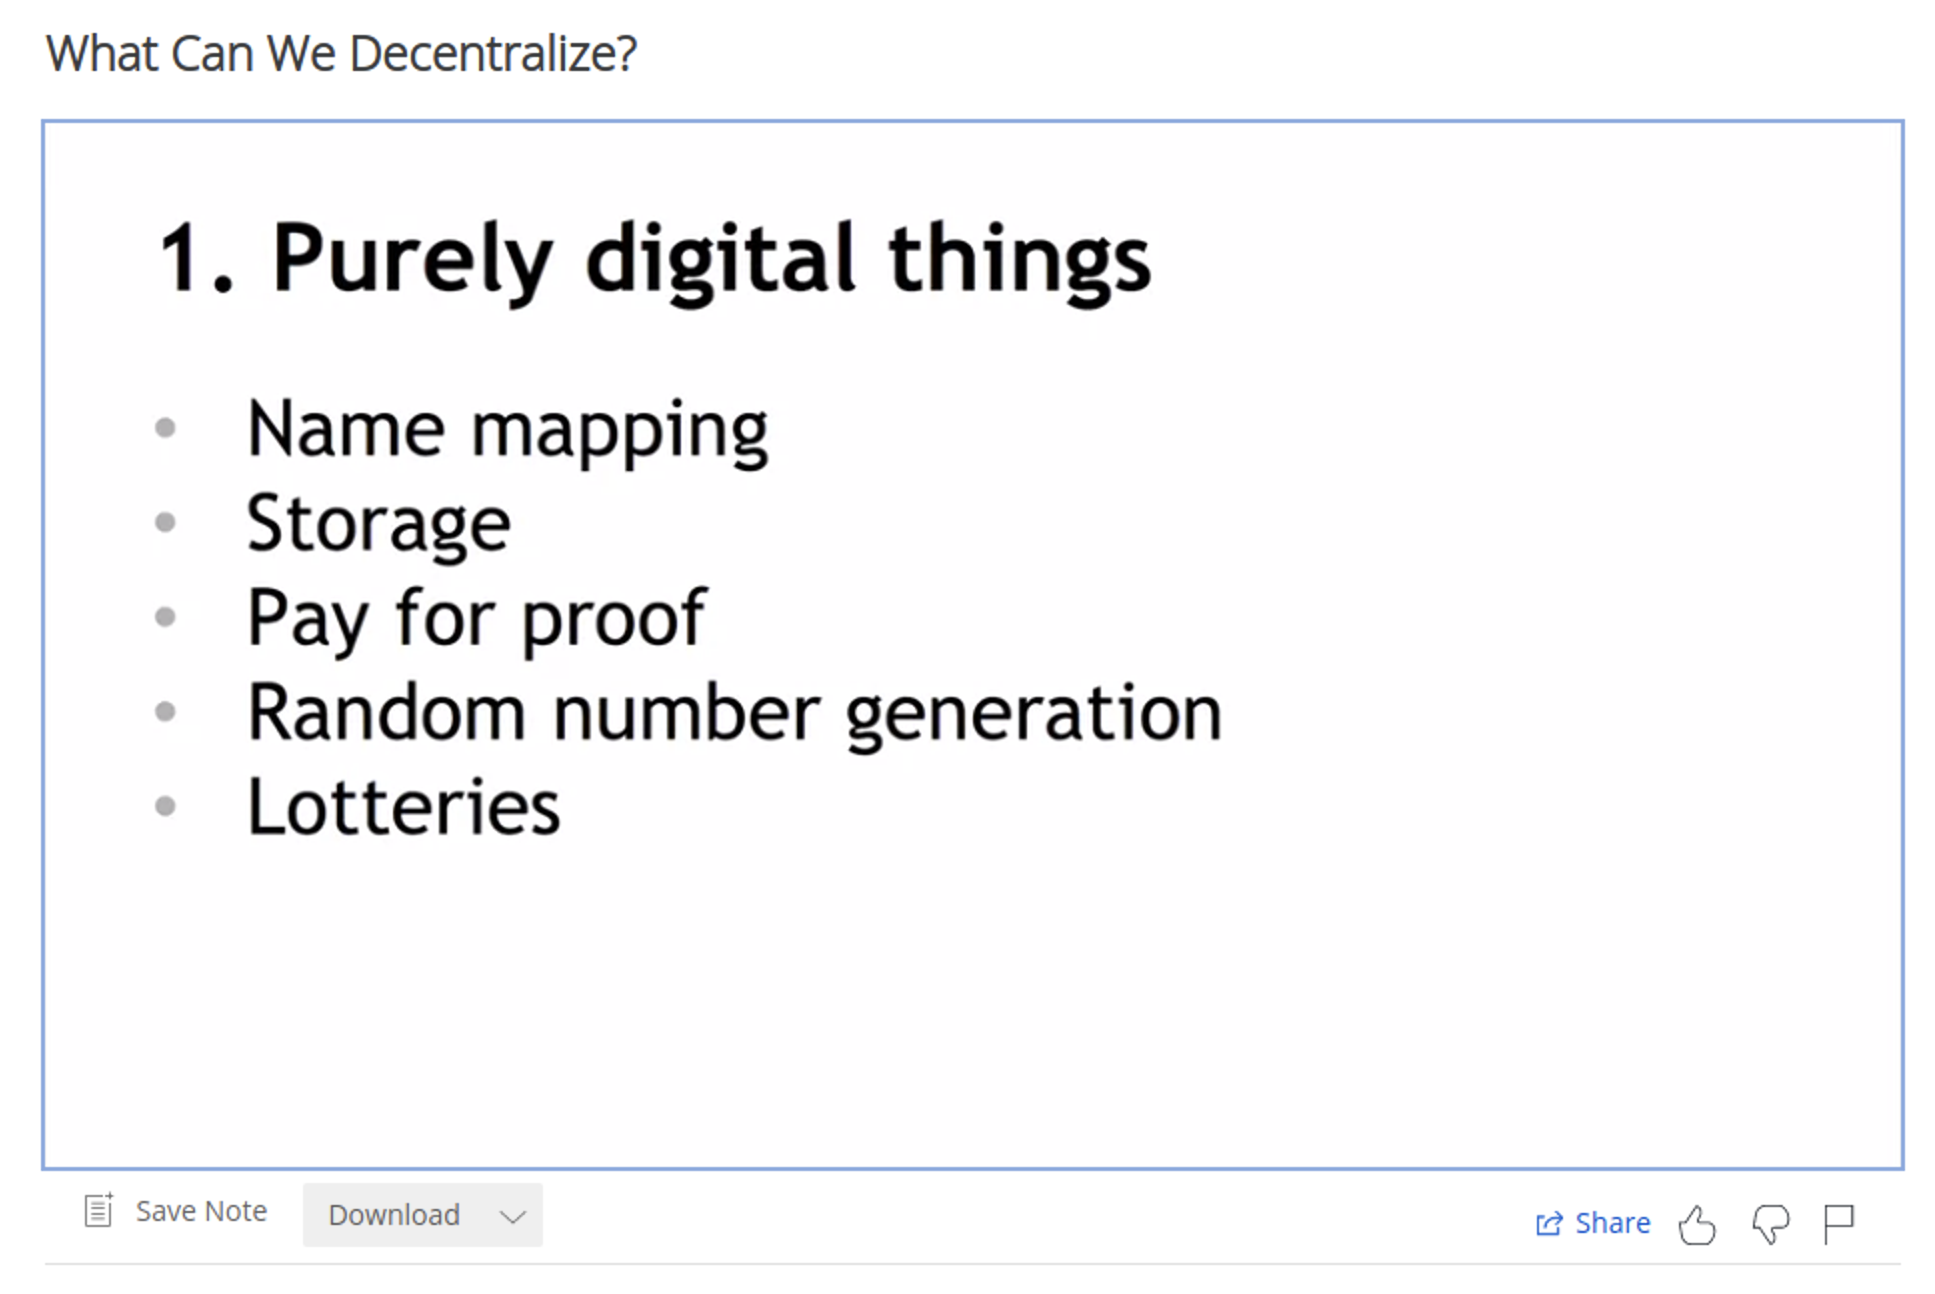 What Can We Decentralize?
1. Purely digital things
• Name mapping
• Storage
• Pay for proof
• Random number generation
• Lotteries
Save Note Download Share